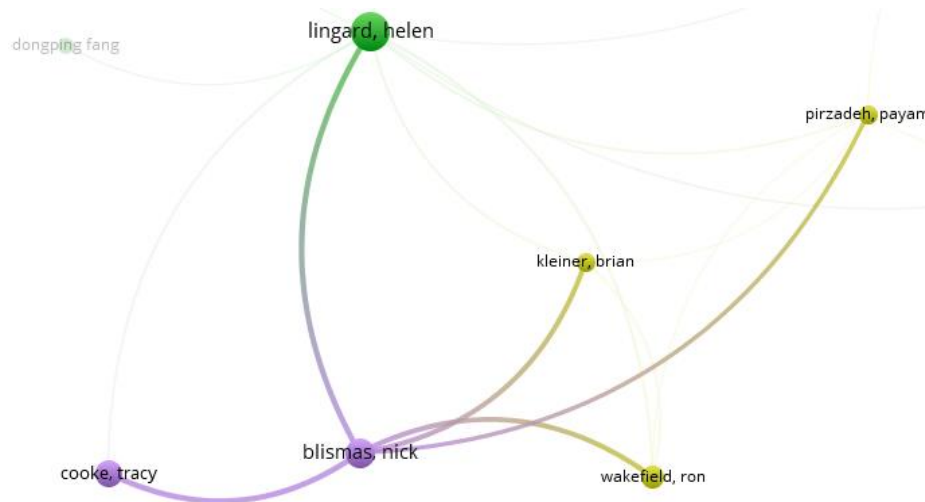 lingard, helen
dongping fang
pirzadeh, payam
kleiner, brian
blismas, nick
cooke, tracy
wakefield, ron